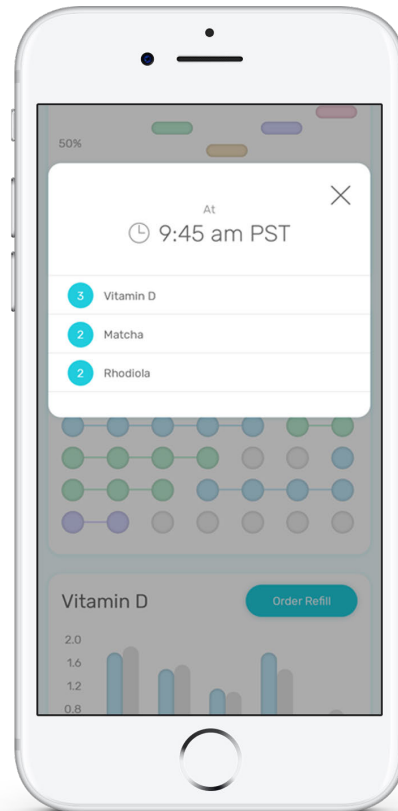 50%
At
9:45 am PST
3 Vitamin D
2 Matcha
2 Rhodiola
Vitamin D
Order Refill
2.0
1.6
1.2
0.8